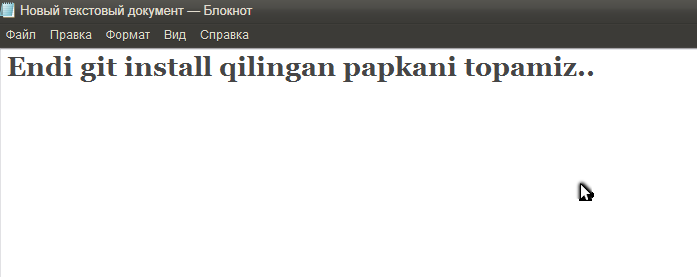 Новый текстовый документ — Блокнот
Файл Правка Формат Вид Справка
Endi git install qilingan papkani topamiz..